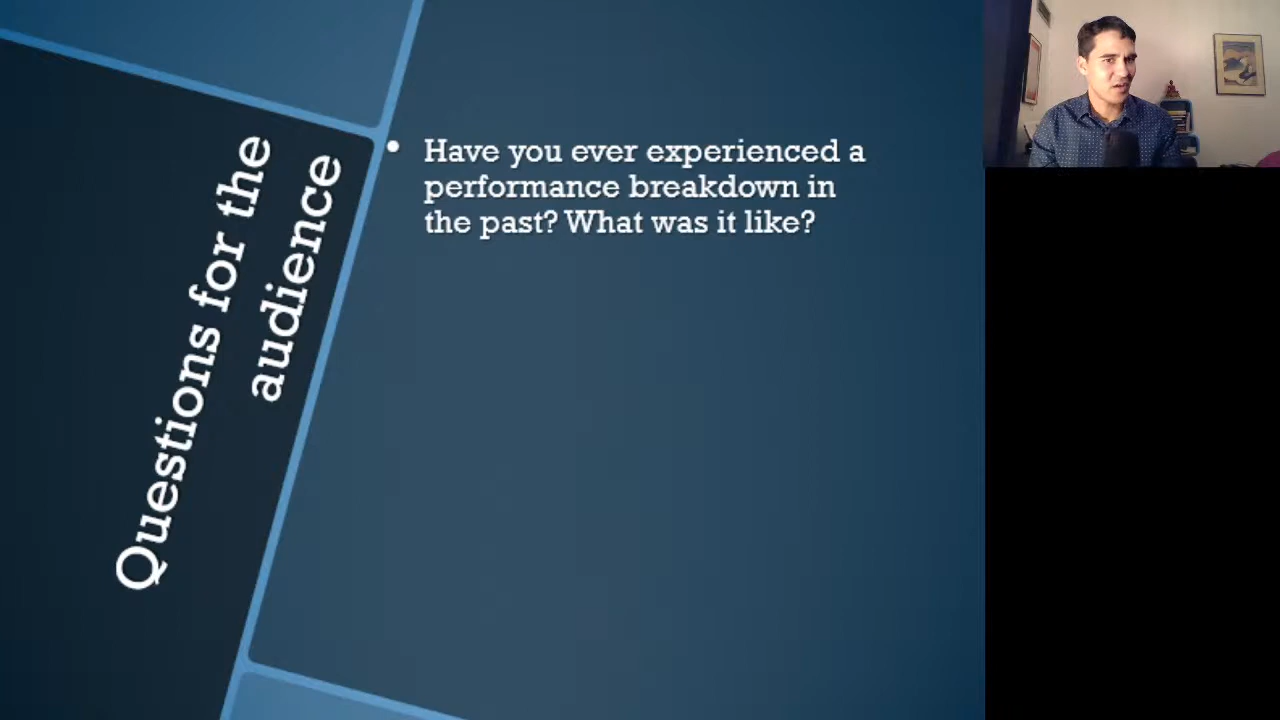 Questions for the
audience
• Have you ever experienced a
performance breakdown in
the past? What was it like?